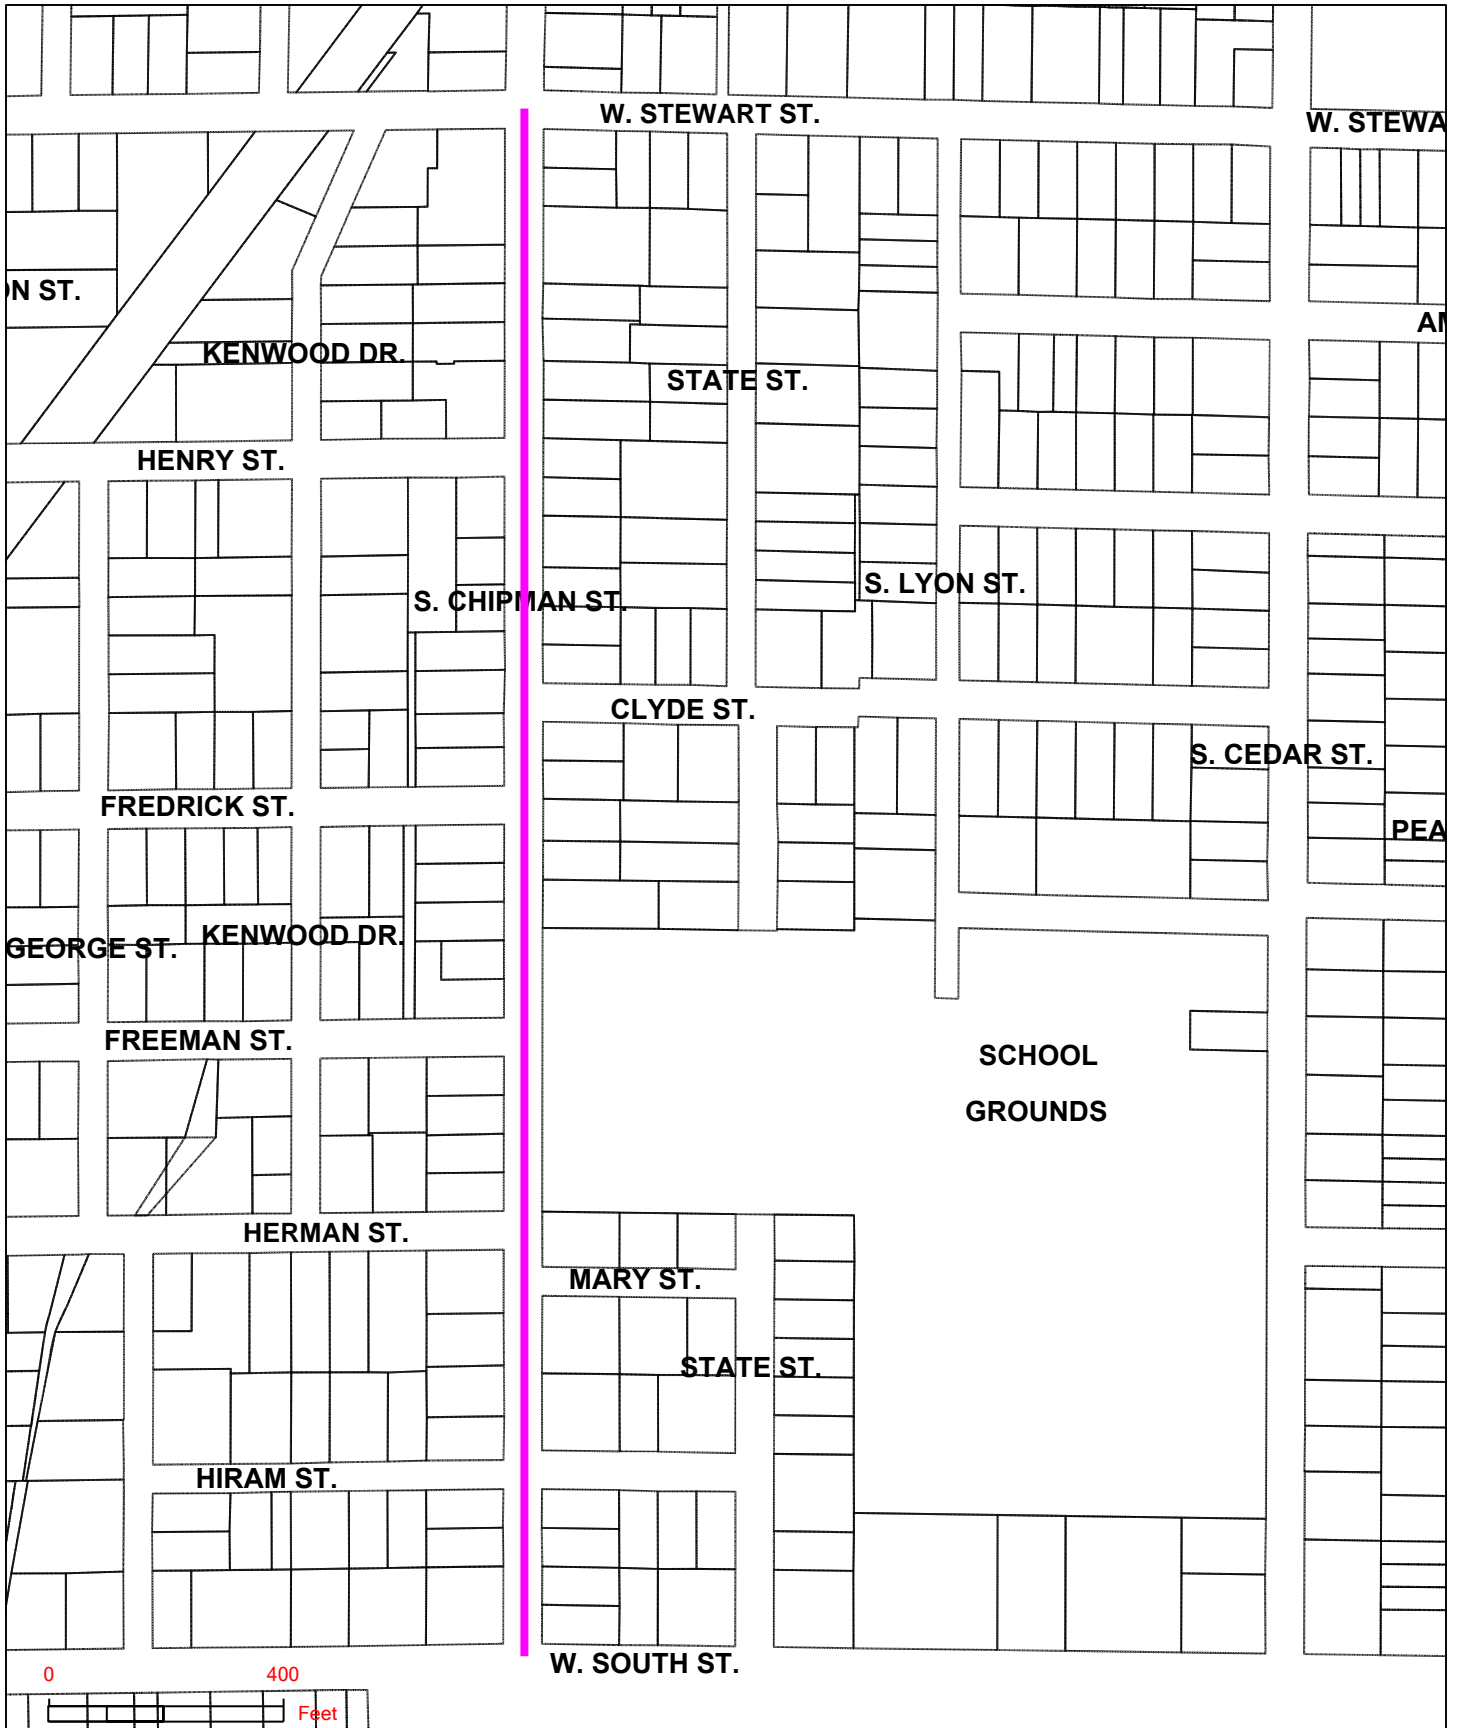 W. STEWART ST.
W. STEWA
ON ST.
AM
KENWOOD DR.
STATE ST.
HENRY ST.
S. LYON ST.
S. CHIPMAN ST.
CLYDE ST.
S. CEDAR ST.
FREDRICK ST.
PEA
KENWOOD DR.
GEORGE ST.
FREEMAN ST.
SCHOOL
GROUNDS
HERMAN ST.
MARY ST.
STATE ST.
HIRAM ST.
W. SOUTH ST.
0 400
Feet